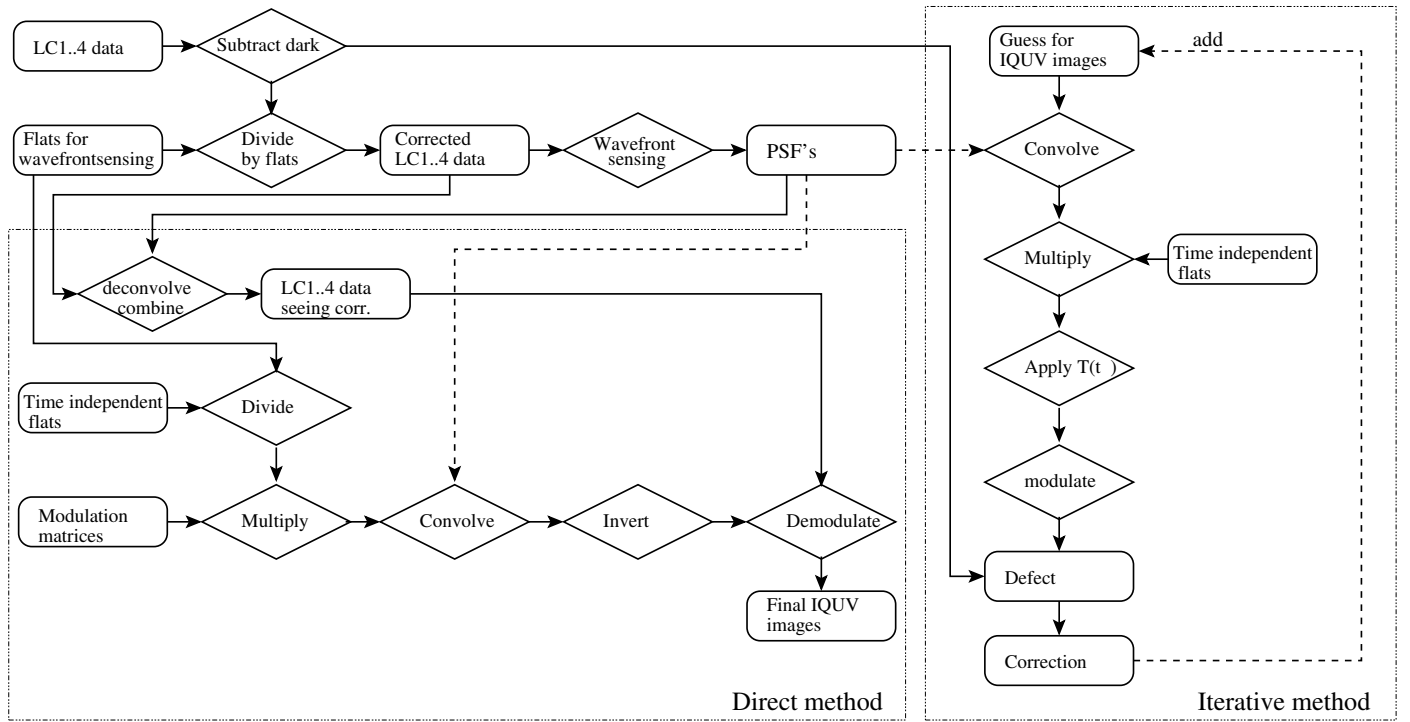 LC1..4 data
Subtract dark
Flats for
wavefrontsensing
Divide
by flats
Corrected
LC1..4 data
Wavefront
sensing
PSF's
deconvolve
combine
LC1..4 data
seeing corr.
Time independent
flats
Divide
Modulation
matrices
Multiply
Convolve
Invert
Demodulate
Final IQUV
images
Direct method
Guess for
IQUV images
add
Convolve
Multiply
Time independent
flats
Apply T(t )
modulate
Defect
Correction
Iterative method